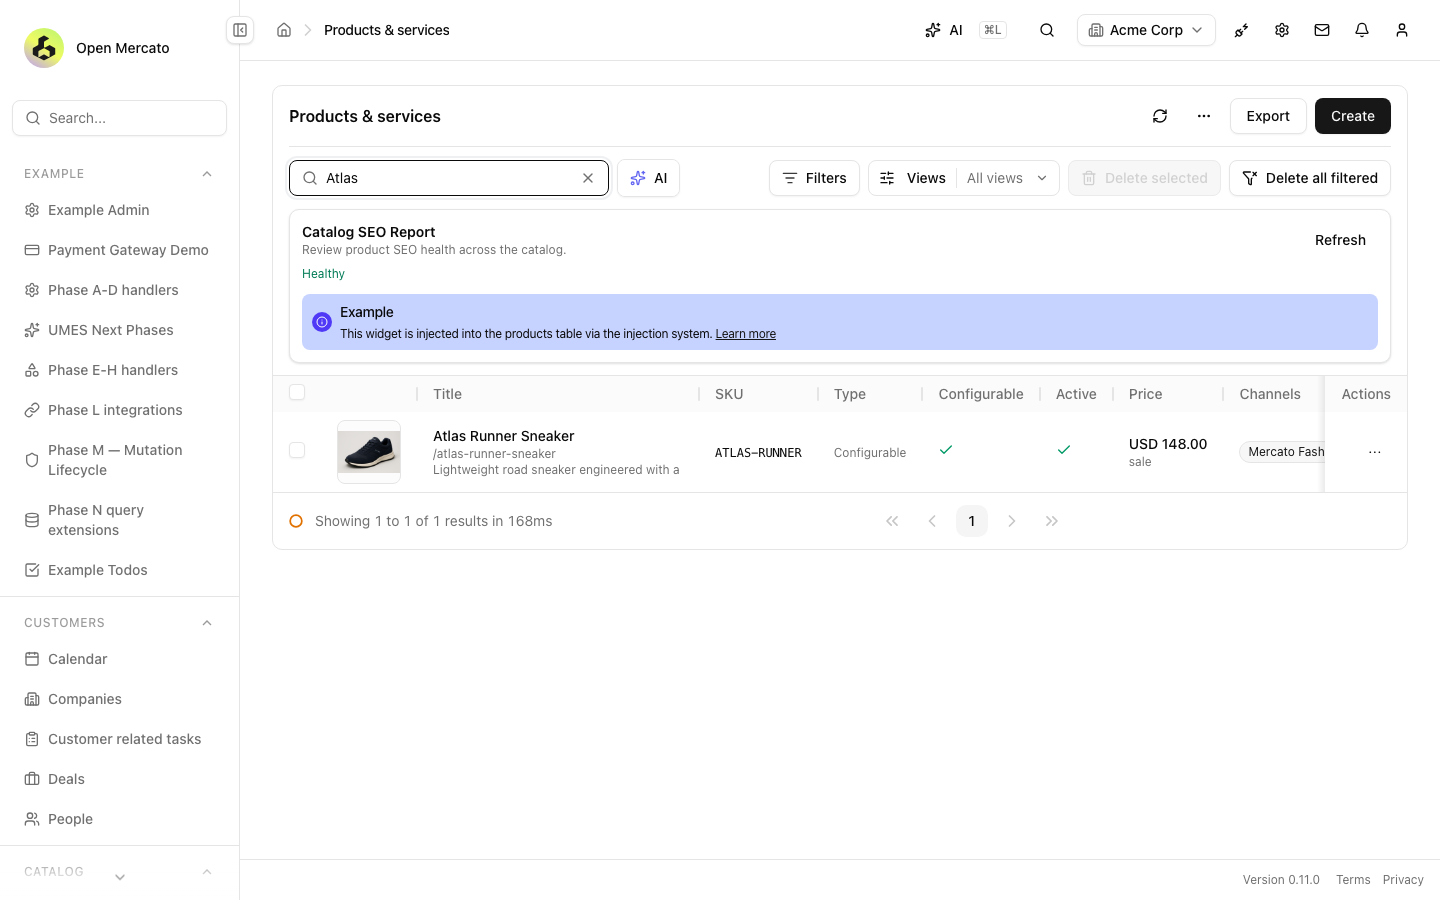 Open Mercato
Products & services
AI
⌘L
Acme Corp
Search...
EXAMPLE
Example Admin
Payment Gateway Demo
Phase A-D handlers
UMES Next Phases
Phase E-H handlers
Phase L integrations
Phase M — Mutation
Lifecycle
Phase N query
extensions
Example Todos
CUSTOMERS
Calendar
Companies
Customer related tasks
Deals
People
CATALOG
Products & services
Export
Create
Atlas
AI
Filters
Views
All views
Delete selected
Delete all filtered
Catalog SEO Report
Review product SEO health across the catalog.
Refresh
Healthy
Example
This widget is injected into the products table via the injection system. Learn more
Title SKU Type Configurable Active Price Channels Actions
Atlas Runner Sneaker
/atlas-runner-sneaker
Lightweight road sneaker engineered with a
ATLAS-RUNNER
Configurable
USD 148.00
sale
Mercato Fash
Showing 1 to 1 of 1 results in 168ms
1
Version 0.11.0 Terms Privacy